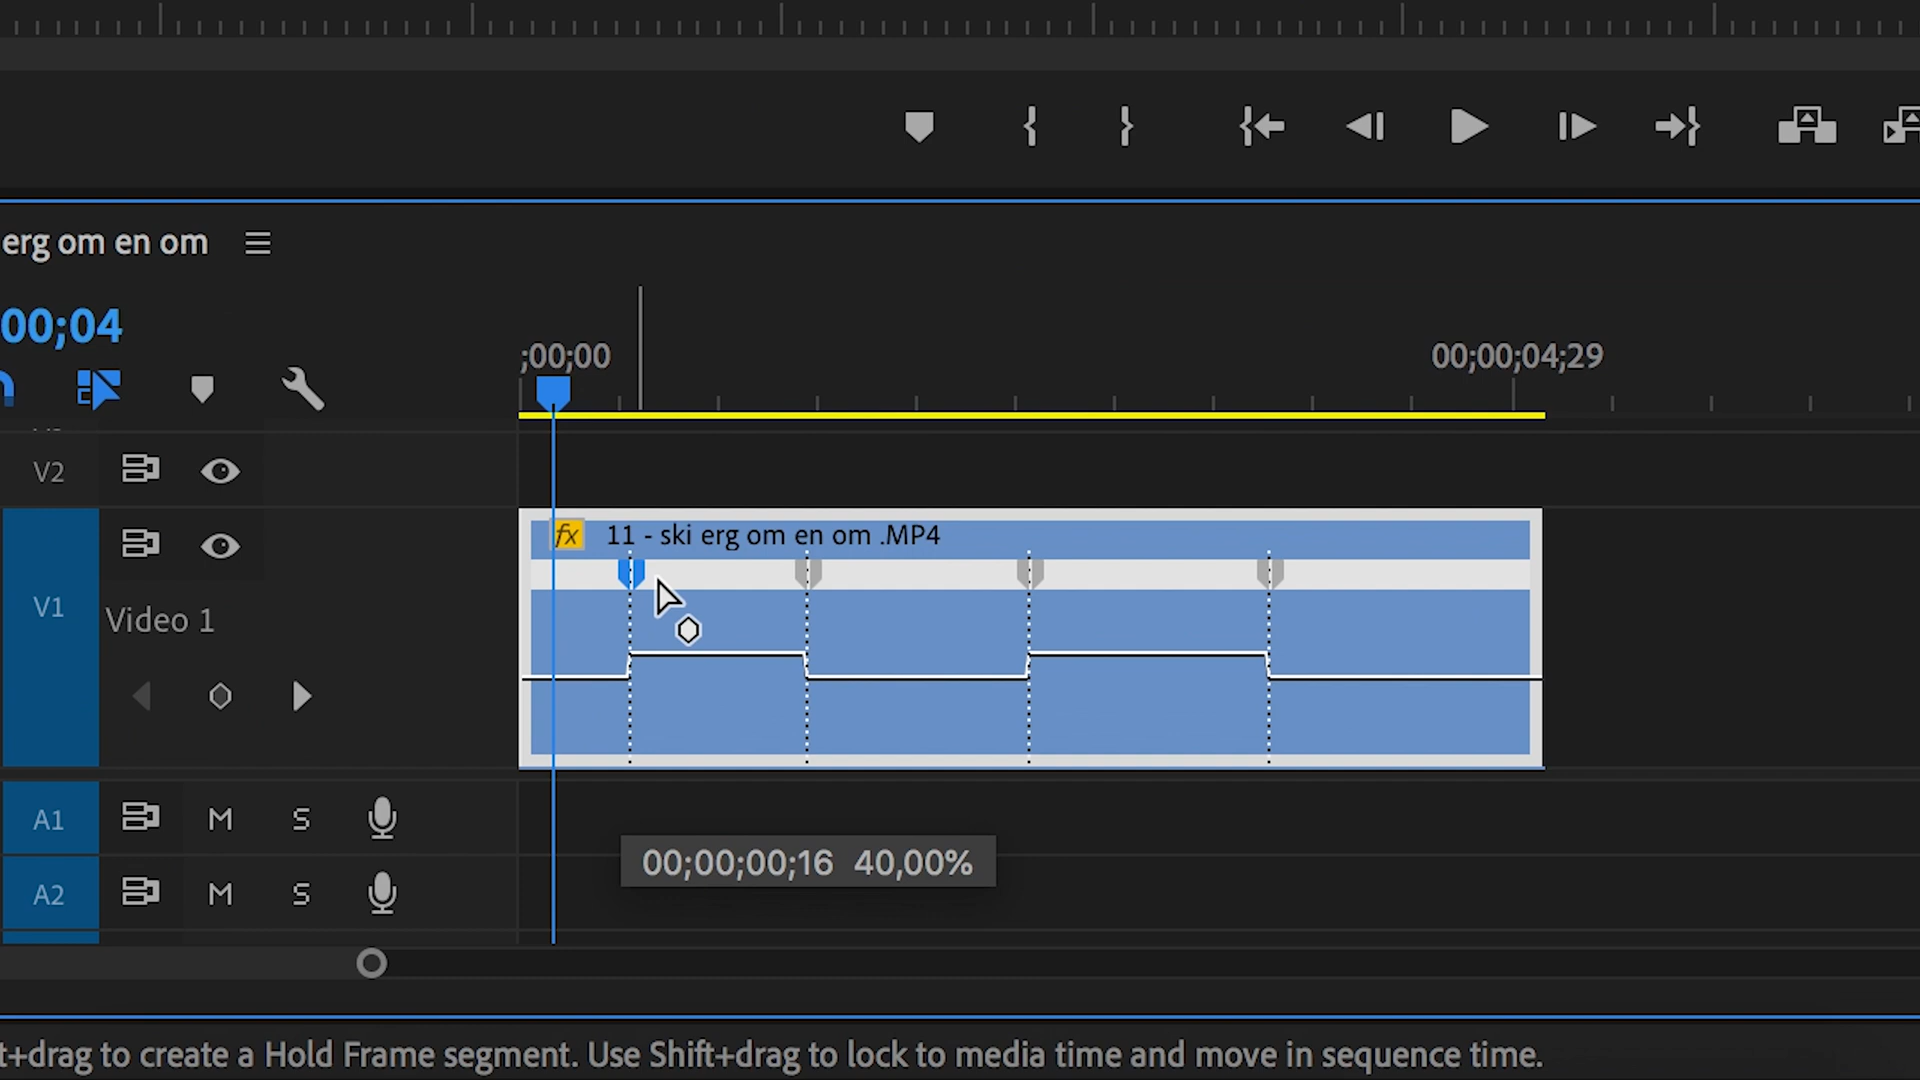 erg om en om
00;04
;00;00
00;00;04;29
V2
fx 11 - ski erg om en om .MP4
V1
Video 1
A1 M S
00;00;00;16 40,00%
A2 M S
t+drag to create a Hold Frame segment. Use Shift+drag to lock to media time and move in sequence time.